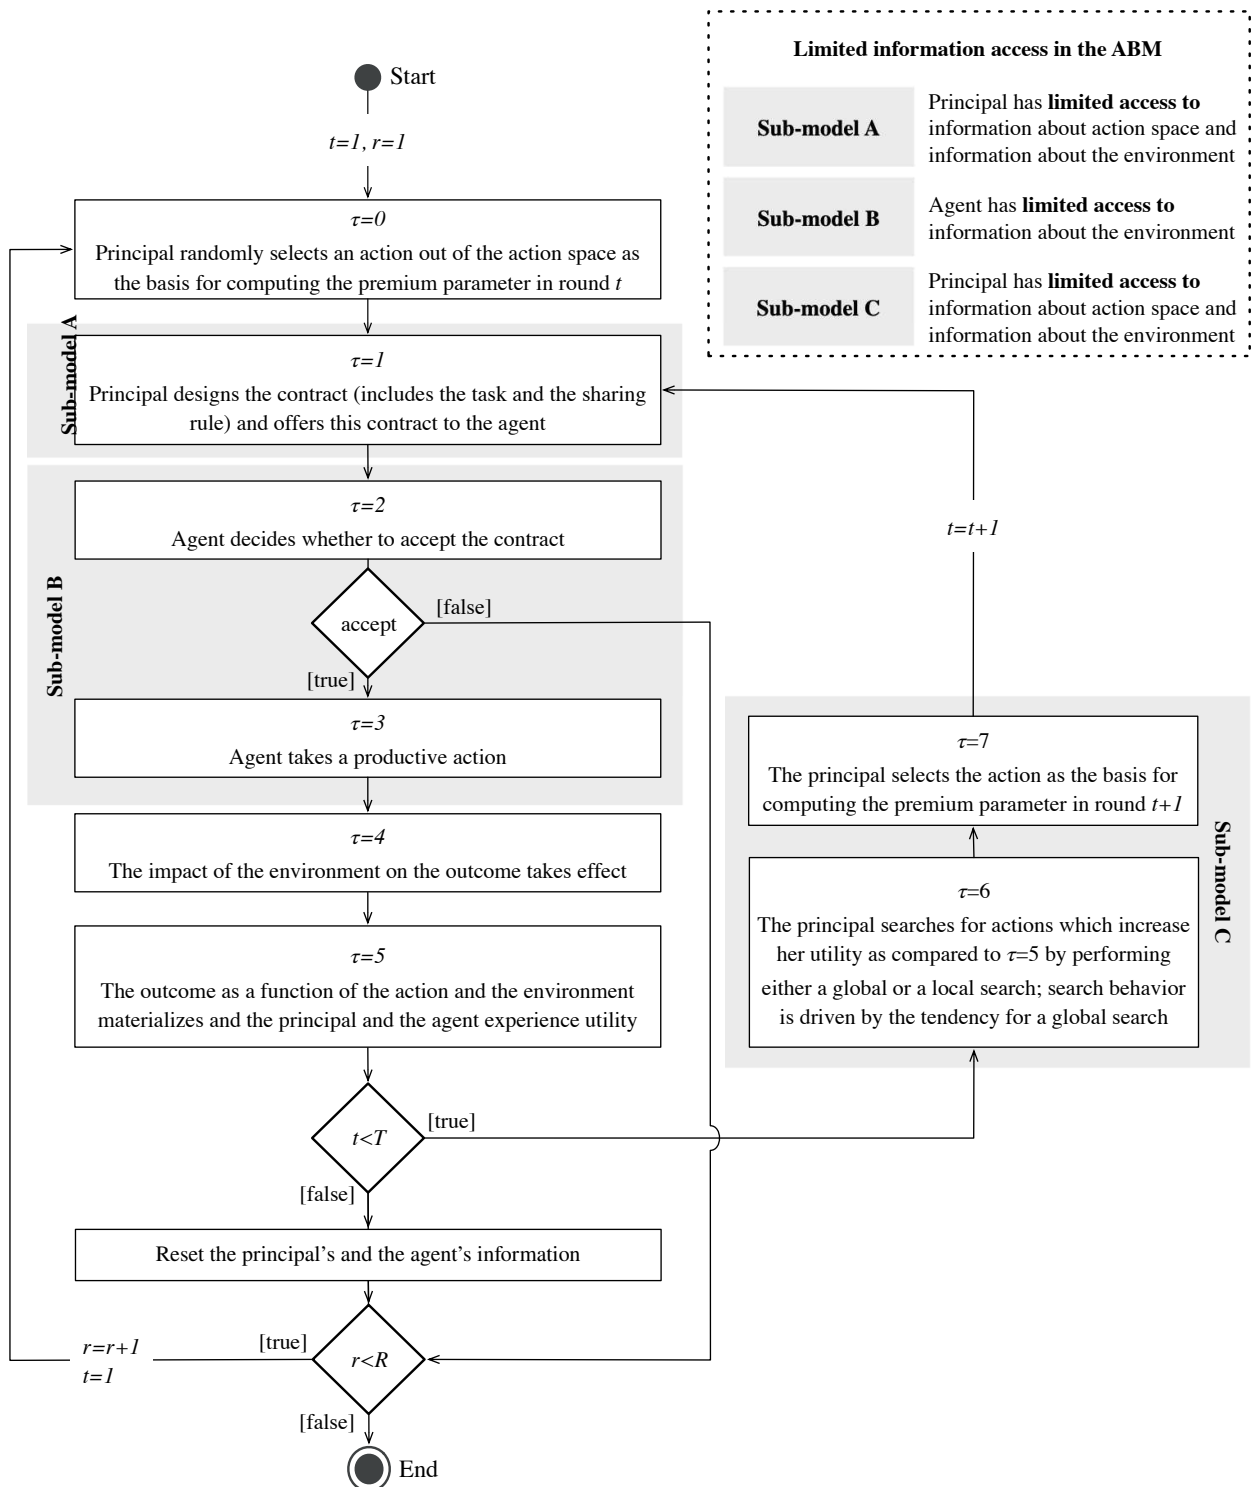 Start
t=1, r=1
τ=0
Principal randomly selects an action out of the action space as
the basis for computing the premium parameter in round t
Sub-model A
τ=1
Principal designs the contract (includes the task and the sharing
rule) and offers this contract to the agent
Sub-model B
τ=2
Agent decides whether to accept the contract
accept
[false]
[true]
τ=3
Agent takes a productive action
τ=4
The impact of the environment on the outcome takes effect
τ=5
The outcome as a function of the action and the environment
materializes and the principal and the agent experience utility
t<T
[true]
[false]
Reset the principal's and the agent's information
r<R
[true]
r=r+1
t=1
[false]
End
Limited information access in the ABM
Sub-model A
Principal has limited access to
information about action space and
information about the environment
Sub-model B
Agent has limited access to
information about the environment
Sub-model C
Principal has limited access to
information about action space and
information about the environment
t=t+1
τ=7
The principal selects the action as the basis for
computing the premium parameter in round t+1
Sub-model C
τ=6
The principal searches for actions which increase
her utility as compared to τ=5 by performing
either a global or a local search; search behavior
is driven by the tendency for a global search